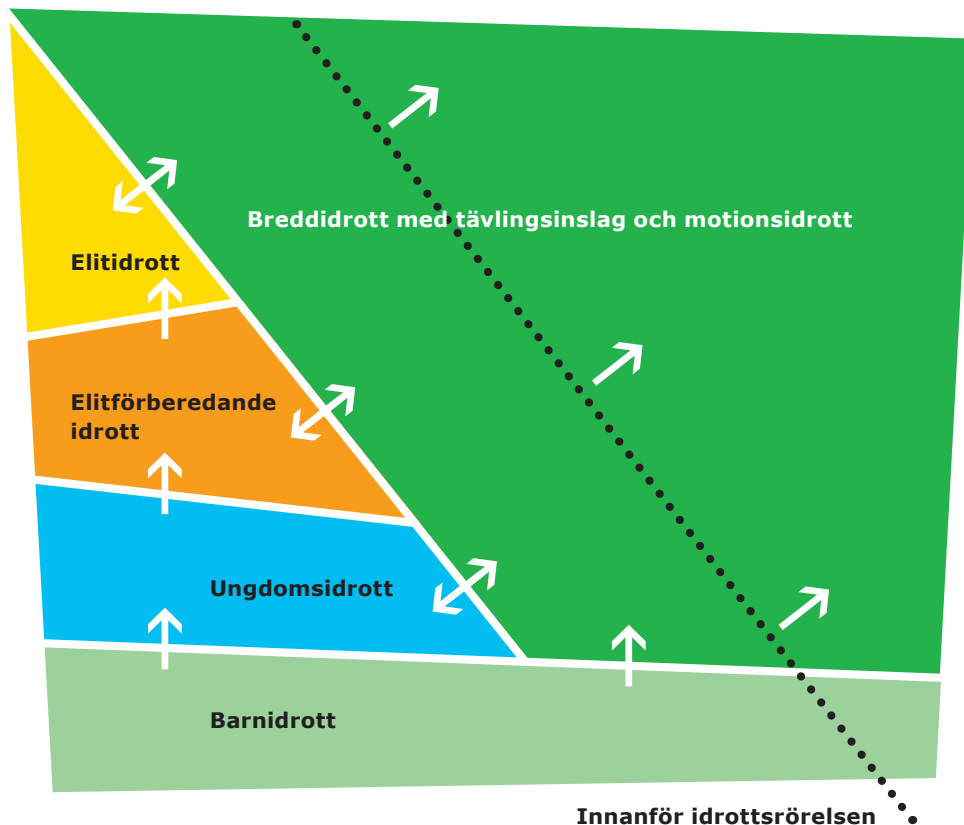 Breddidrott med tävlingsinslag och motionsidrott
Elitidrott
Elitförberedande
idrott
Ungdomsidrott
Barnidrott
Innanför idrottsrörelsen